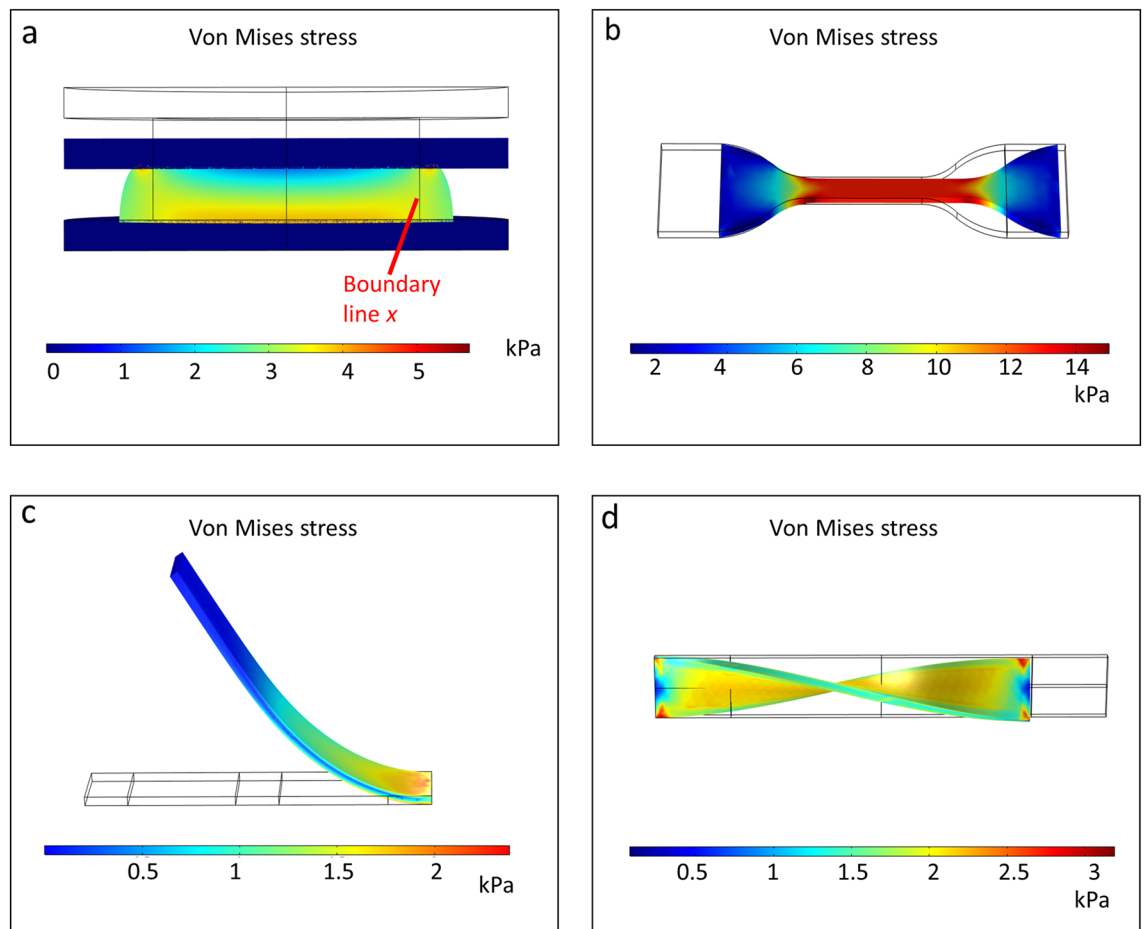 a
Von Mises stress
Boundary
line x
kPa
0 1 2 3 4 5
b
Von Mises stress
2 4 6 8 10 12 14
kPa
c
Von Mises stress
0.5 1 1.5 2
kPa
d
Von Mises stress
0.5 1 1.5 2 2.5 3
kPa